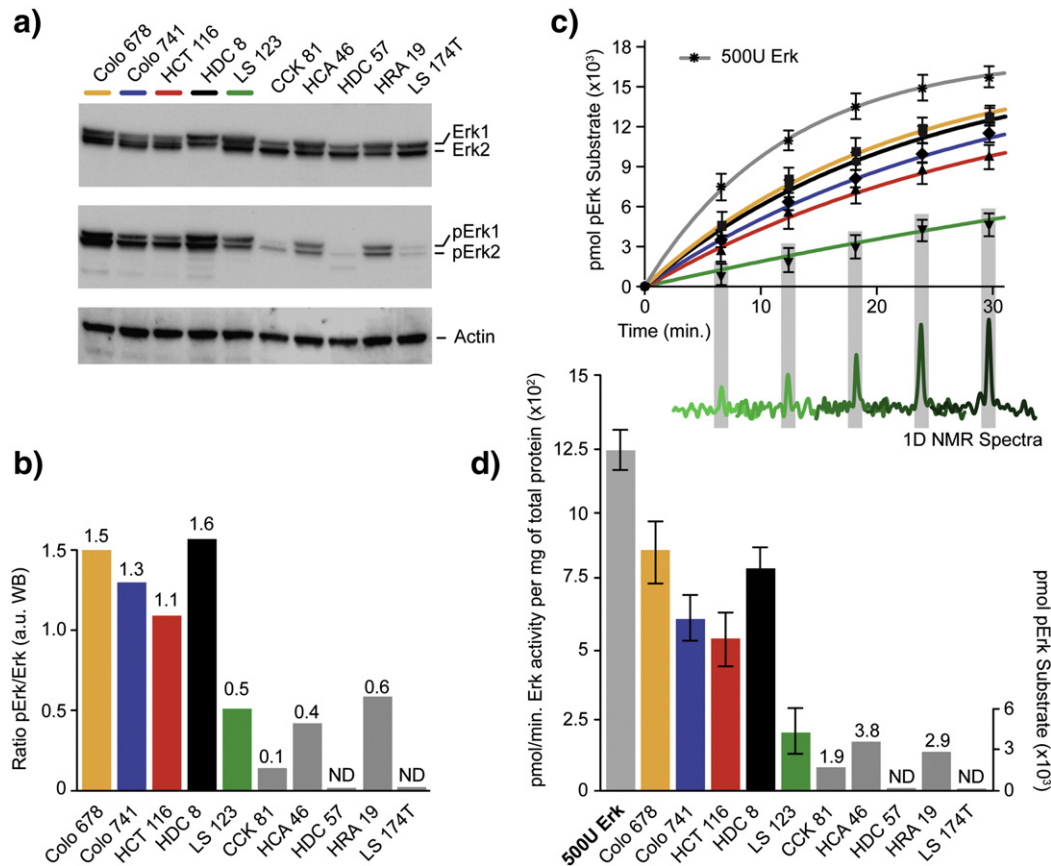 a)
Colo 678
Colo 741
HCT 116
HDC 8
LS 123
CCK 81
HCA 46
HDC 57
HRA 19
LS 174T
Erk1
Erk2
pErk1
pErk2
Actin
c)
pmol pErk Substrate (x10³)
18
15
12
9
6
3
0
500U Erk
10
20
30
Time (min.)
1D NMR Spectra
b)
Ratio pErk/Erk (a.u. WB)
1.5
1.0
0.5
0
1.5
1.3
1.1
1.6
0.5
0.1
0.4
ND
0.6
ND
Colo 678
Colo 741
HCT 116
HDC 8
LS 123
CCK 81
HCA 46
HDC 57
HRA 19
LS 174T
d)
pmol/min. Erk activity per mg of total protein (x10²)
15
12.5
10
7.5
5
2.5
0
1.9
3.8
ND
2.9
ND
6
3
0
pmol pErk Substrate (x10³)
500U Erk
Colo 678
Colo 741
HCT 116
HDC 8
LS 123
CCK 81
HCA 46
HDC 57
HRA 19
LS 174T